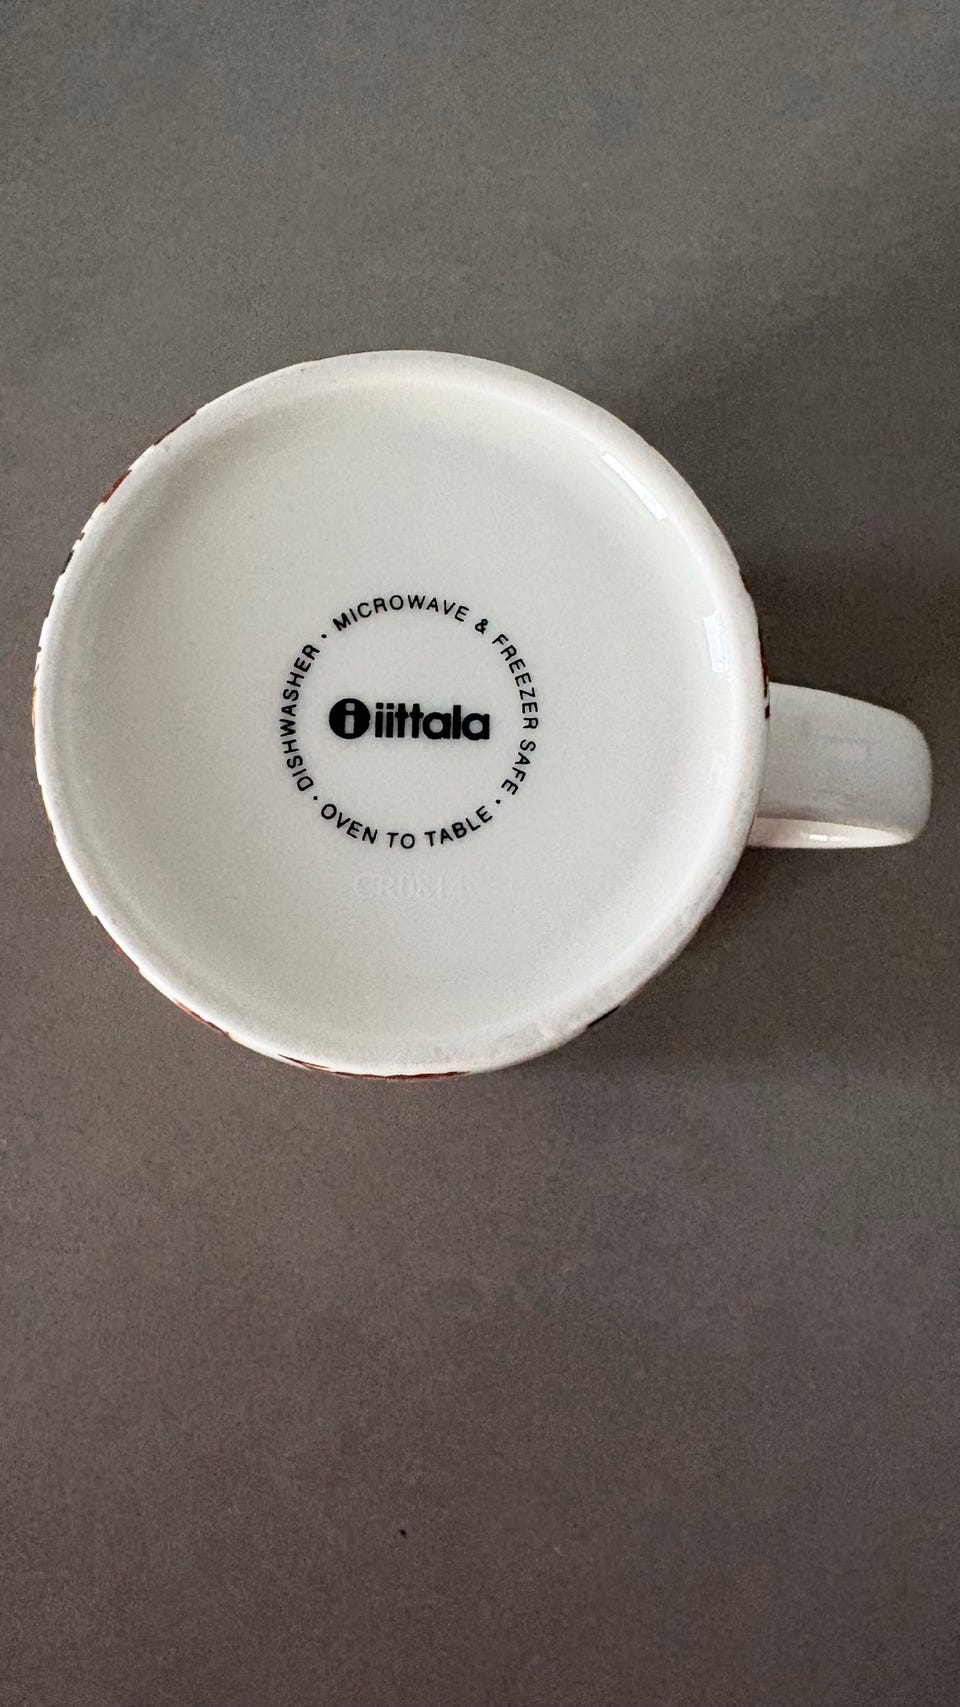 MICROWAVE & FREEZER SAFE · OVEN TO TABLE · DISHWASHER ·
i iittala